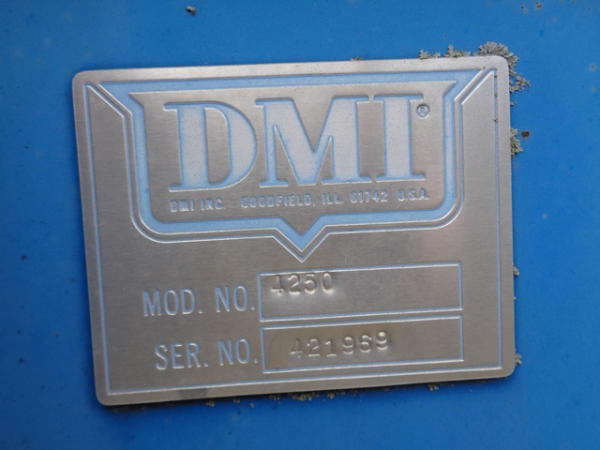 DMI®
DMI INC. GOODFIELD, ILL. 61742 U.S.A.
MOD. NO. 4250
SER. NO. 421969